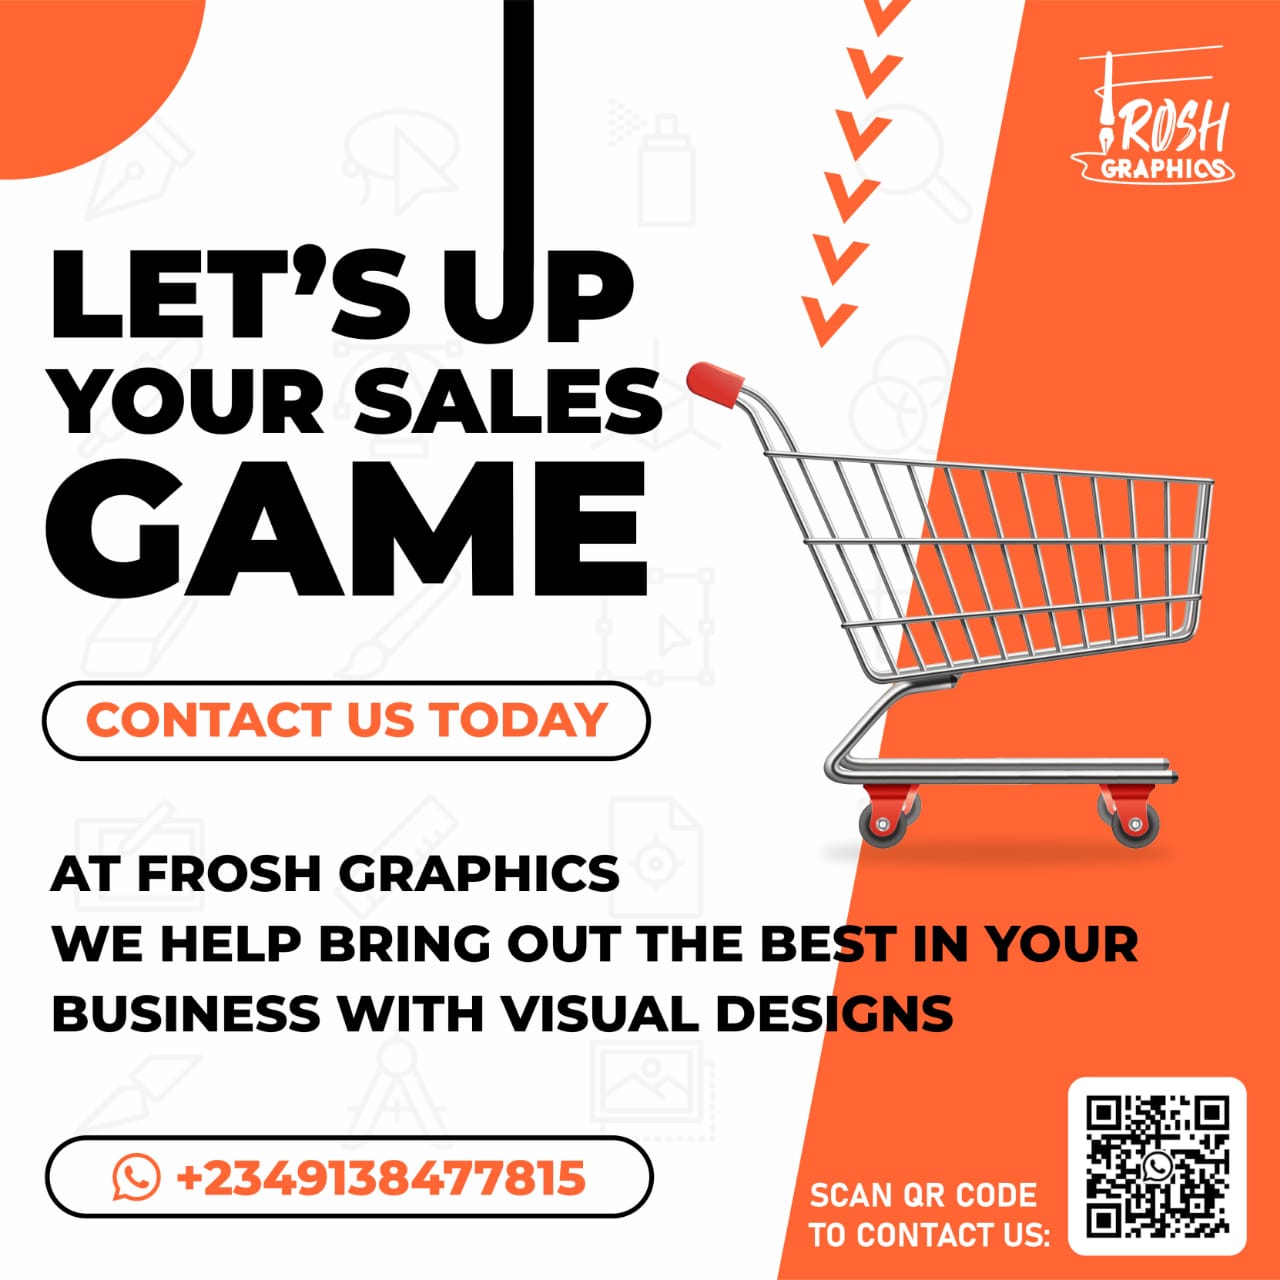 FROSH
GRAPHICS
LET'S UP
YOUR SALES
GAME
CONTACT US TODAY
AT FROSH GRAPHICS
WE HELP BRING OUT THE BEST IN YOUR
BUSINESS WITH VISUAL DESIGNS
+2349138477815
SCAN QR CODE
TO CONTACT US: